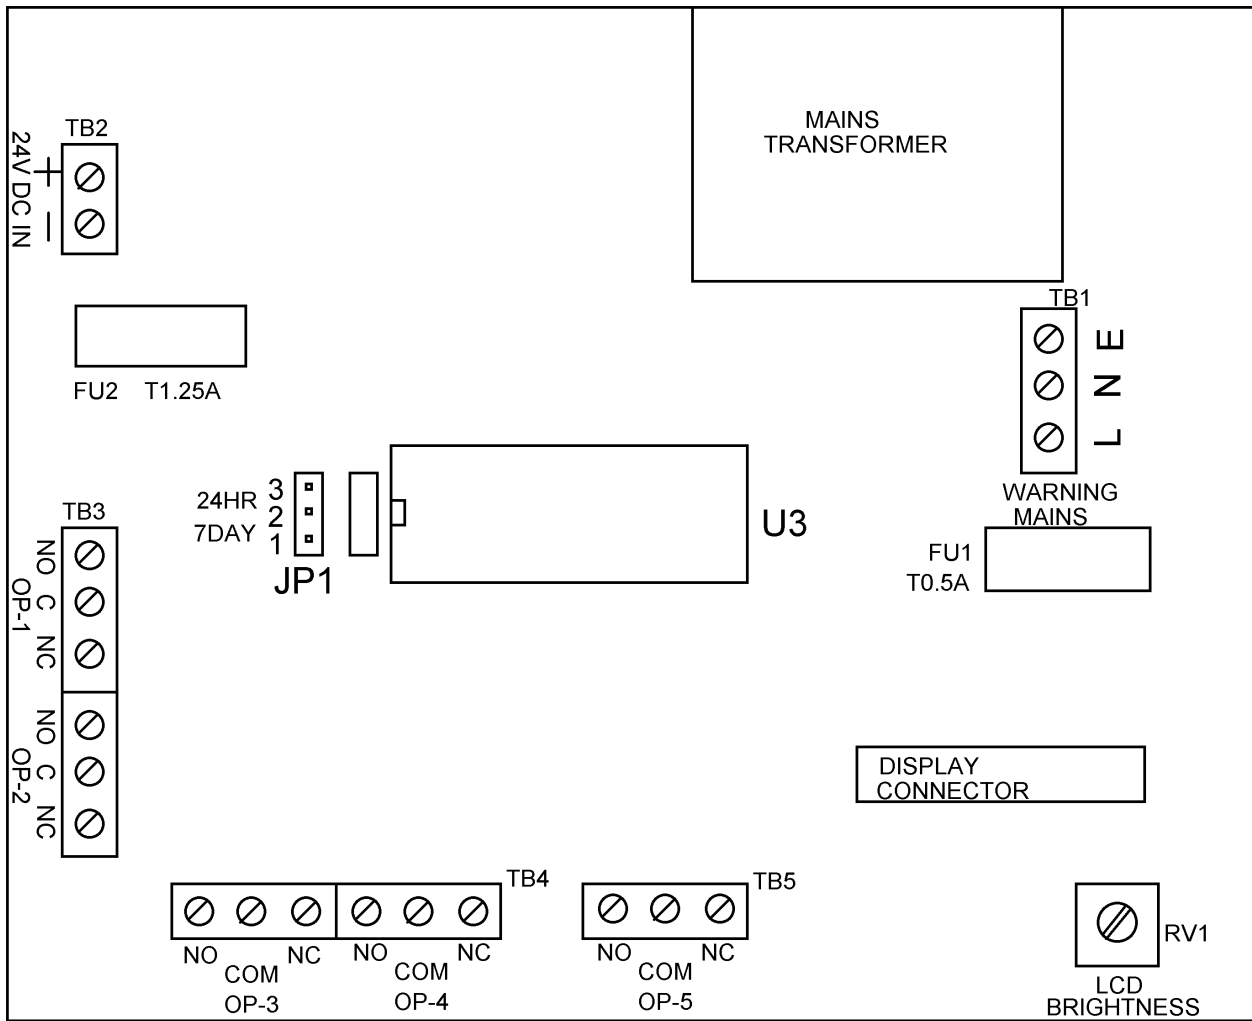 MAINS
TRANSFORMER
TB2
24V DC IN
+
–
TB1
E
N
L
FU2 T1.25A
WARNING
MAINS
FU1
T0.5A
24HR
7DAY
3
2
1
JP1
U3
TB3
NO
C
NC
OP-1
NO
C
NC
OP-2
DISPLAY
CONNECTOR
TB4
NO
COM
NC
OP-3
NO
COM
NC
OP-4
TB5
NO
COM
NC
OP-5
RV1
LCD
BRIGHTNESS